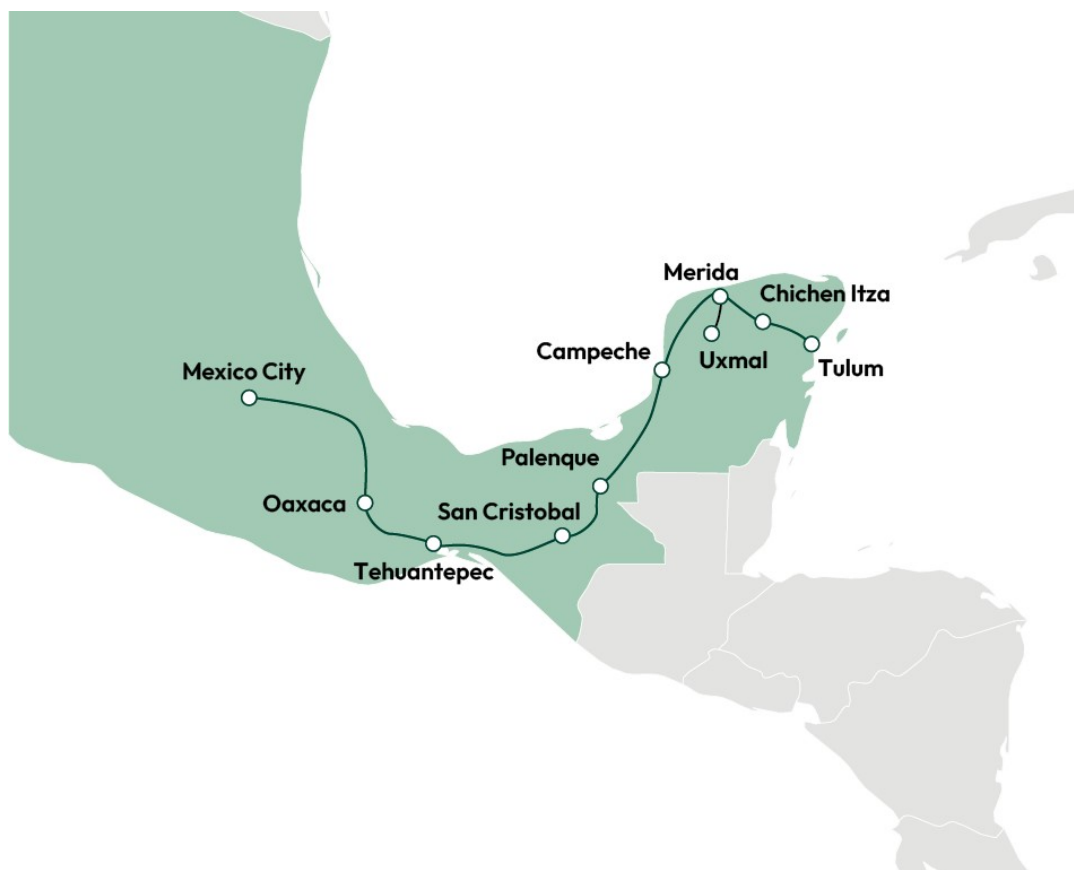 Merida
Chichen Itza
Campeche
Uxmal
Tulum
Mexico City
Palenque
Oaxaca
San Cristobal
Tehuantepec